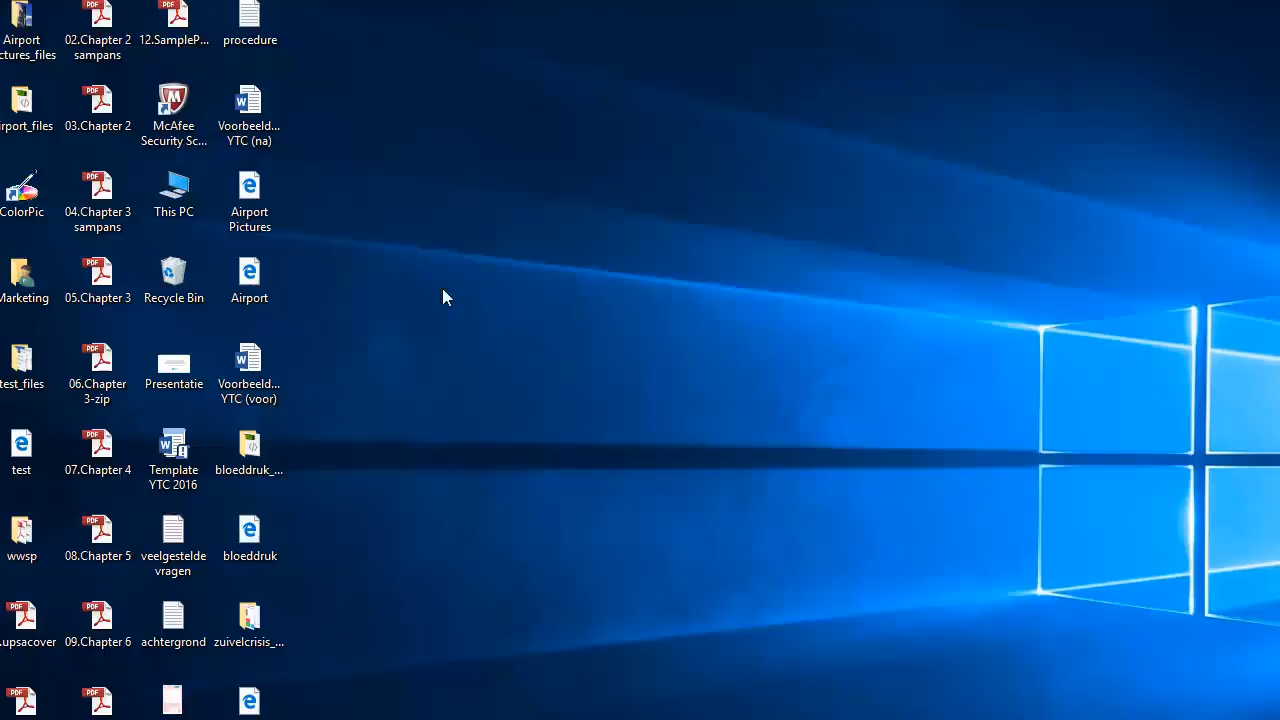 Airport
ctures_files
02.Chapter 2
sampans
12.SampleP...
procedure
irport_files
03.Chapter 2
McAfee
Security Sc...
Voorbeeld...
YTC (na)
ColorPic
04.Chapter 3
sampans
This PC
Airport
Pictures
Marketing
05.Chapter 3
Recycle Bin
Airport
test_files
06.Chapter
3-zip
Presentatie
Voorbeeld...
YTC (voor)
test
07.Chapter 4
Template
YTC 2016
bloeddruk_...
wwsp
08.Chapter 5
veelgestelde
vragen
bloeddruk
.upsacover
09.Chapter 6
achtergrond
zuivelcrisis_...